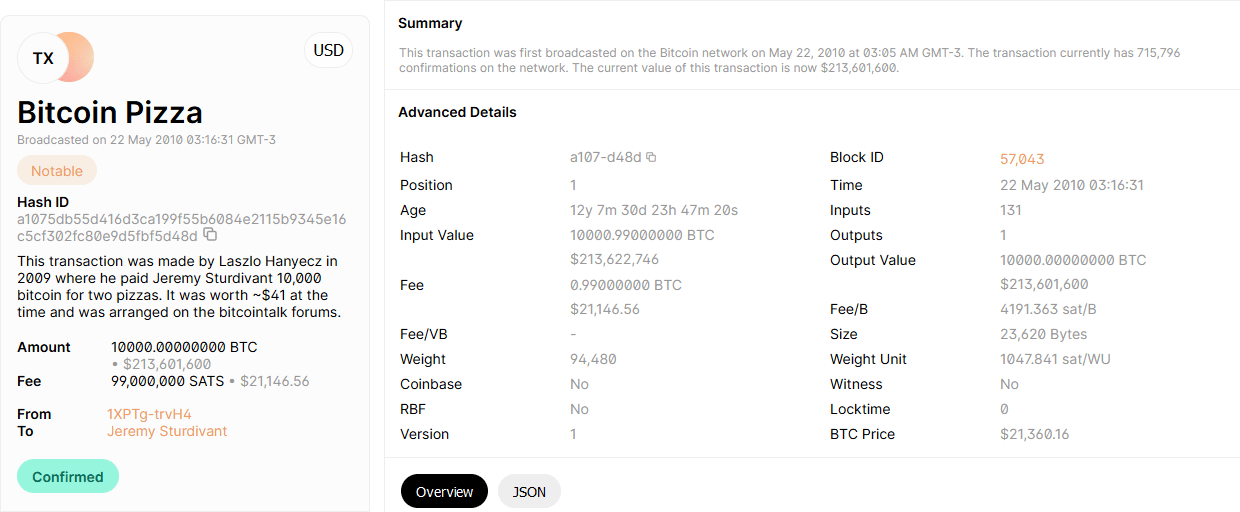 TX
USD
Bitcoin Pizza
Broadcasted on 22 May 2010 03:16:31 GMT-3
Notable
Hash ID
a1075db55d416d3ca199f55b6084e2115b9345e16
c5cf302fc80e9d5fbf5d48d
This transaction was made by Laszlo Hanyecz in
2009 where he paid Jeremy Sturdivant 10,000
bitcoin for two pizzas. It was worth ~$41 at the
time and was arranged on the bitcointalk forums.
Amount 10000.00000000 BTC
• $213,601,600
Fee 99,000,000 SATS • $21,146.56
From 1XPTg-trvH4
To Jeremy Sturdivant
Confirmed
Summary
This transaction was first broadcasted on the Bitcoin network on May 22, 2010 at 03:05 AM GMT-3. The transaction currently has 715,796
confirmations on the network. The current value of this transaction is now $213,601,600.
Advanced Details
Hash a107-d48d
Position 1
Age 12y 7m 30d 23h 47m 20s
Input Value 10000.99000000 BTC
$213,622,746
Fee 0.99000000 BTC
$21,146.56
Fee/VB -
Weight 94,480
Coinbase No
RBF No
Version 1
Block ID 57,043
Time 22 May 2010 03:16:31
Inputs 131
Outputs 1
Output Value 10000.00000000 BTC
$213,601,600
Fee/B 4191.363 sat/B
Size 23,620 Bytes
Weight Unit 1047.841 sat/WU
Witness No
Locktime 0
BTC Price $21,360.16
Overview
JSON